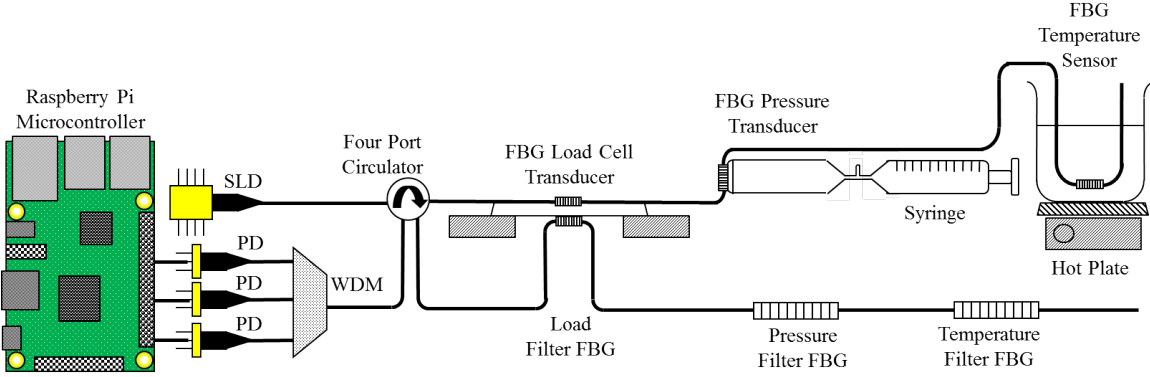 FBG
Temperature
Sensor
Raspberry Pi
Microcontroller
FBG Pressure
Transducer
Four Port
Circulator
FBG Load Cell
Transducer
SLD
Syringe
PD
Hot Plate
PD
WDM
PD
Load
Filter FBG
Pressure
Filter FBG
Temperature
Filter FBG